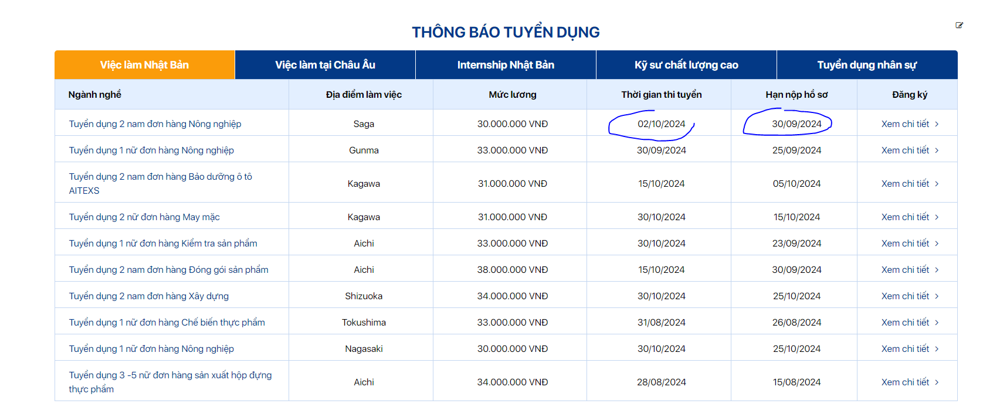 THÔNG BÁO TUYỂN DỤNG
Việc làm Nhật Bản Việc làm tại Châu Âu Internship Nhật Bản Kỹ sư chất lượng cao Tuyển dụng nhân sự
Ngành nghề Địa điểm làm việc Mức lương Thời gian thi tuyển Hạn nộp hồ sơ Đăng ký
Tuyển dụng 2 nam đơn hàng Nông nghiệp Saga 30.000.000 VNĐ 02/10/2024 30/09/2024 Xem chi tiết >
Tuyển dụng 1 nữ đơn hàng Nông nghiệp Gunma 33.000.000 VNĐ 30/09/2024 25/09/2024 Xem chi tiết >
Tuyển dụng 2 nam đơn hàng Bảo dưỡng ô tô
AITEXS Kagawa 31.000.000 VNĐ 15/10/2024 05/10/2024 Xem chi tiết >
Tuyển dụng 2 nữ đơn hàng May mặc Kagawa 31.000.000 VNĐ 30/10/2024 15/10/2024 Xem chi tiết >
Tuyển dụng 1 nữ đơn hàng Kiểm tra sản phẩm Aichi 33.000.000 VNĐ 30/10/2024 23/09/2024 Xem chi tiết >
Tuyển dụng 2 nam đơn hàng Đóng gói sản phẩm Aichi 38.000.000 VNĐ 15/10/2024 30/09/2024 Xem chi tiết >
Tuyển dụng 2 nam đơn hàng Xây dựng Shizuoka 34.000.000 VNĐ 30/10/2024 25/10/2024 Xem chi tiết >
Tuyển dụng 1 nữ đơn hàng Chế biến thực phẩm Tokushima 33.000.000 VNĐ 31/08/2024 26/08/2024 Xem chi tiết >
Tuyển dụng 1 nữ đơn hàng Nông nghiệp Nagasaki 30.000.000 VNĐ 30/10/2024 25/10/2024 Xem chi tiết >
Tuyển dụng 3 -5 nữ đơn hàng sản xuất hộp đựng
thực phẩm Aichi 34.000.000 VNĐ 28/08/2024 15/08/2024 Xem chi tiết >